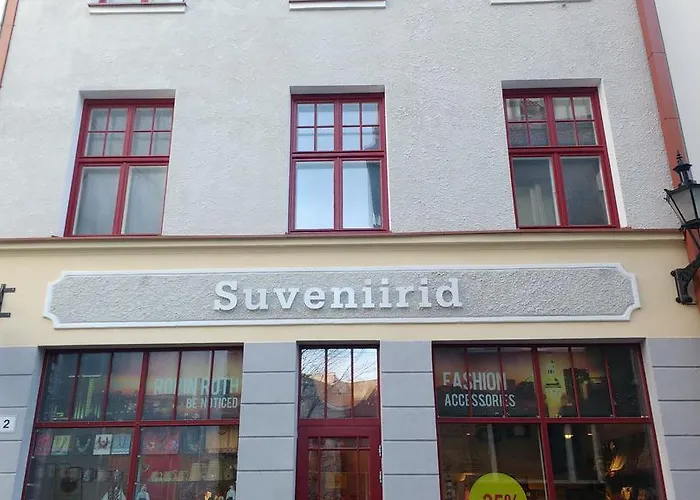 Suveniirid
BE NOTICED
FASHION
ACCESSORIES
2